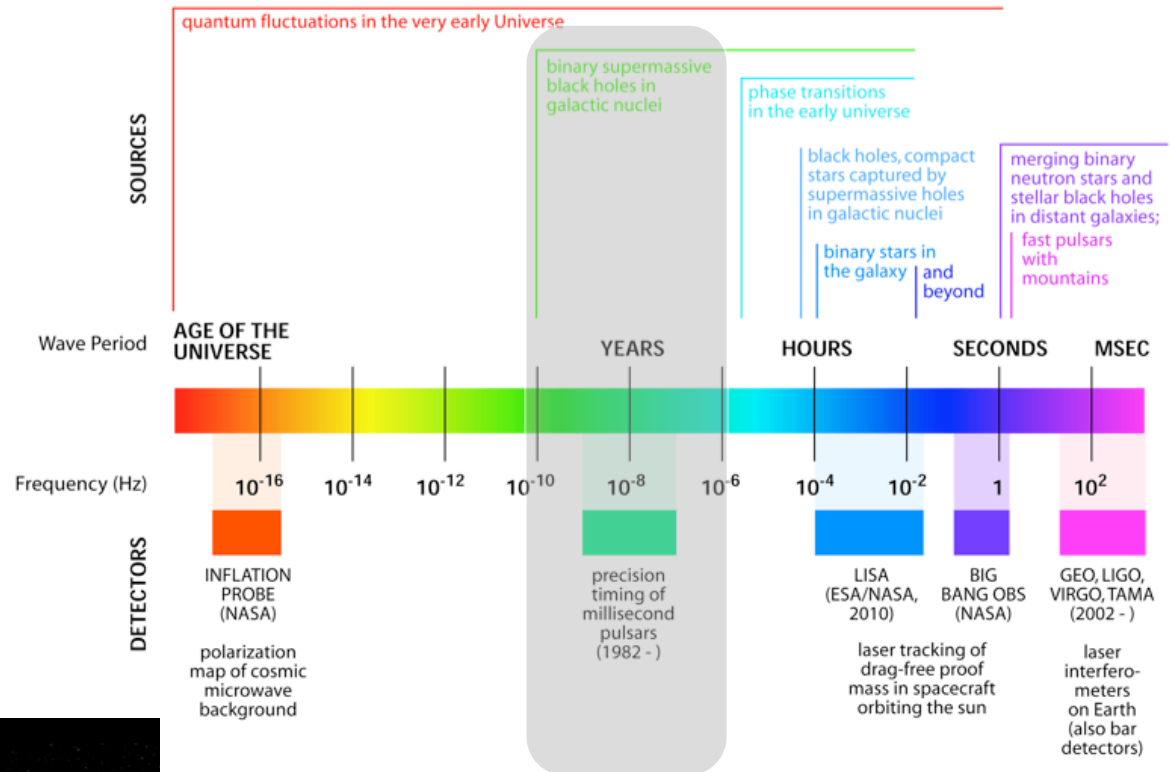 quantum fluctuations in the very early Universe
binary supermassive
black holes in
galactic nuclei
phase transitions
in the early universe
black holes, compact
stars captured by
supermassive holes
in galactic nuclei
merging binary
neutron stars and
stellar black holes
in distant galaxies;
binary stars in
the galaxy
and
beyond
fast pulsars
with
mountains
SOURCES
Wave Period
AGE OF THE
UNIVERSE
YEARS
HOURS
SECONDS
MSEC
Frequency (Hz)
10⁻¹⁶
10⁻¹⁴
10⁻¹²
10⁻¹⁰
10⁻⁸
10⁻⁶
10⁻⁴
10⁻²
1
10²
DETECTORS
INFLATION
PROBE
(NASA)
polarization
map of cosmic
microwave
background
precision
timing of
millisecond
pulsars
(1982 - )
LISA
(ESA/NASA,
2010)
BIG
BANG OBS
(NASA)
laser tracking of
drag-free proof
mass in spacecraft
orbiting the sun
GEO, LIGO,
VIRGO, TAMA
(2002 - )
laser
interfero-
meters
on Earth
(also bar
detectors)